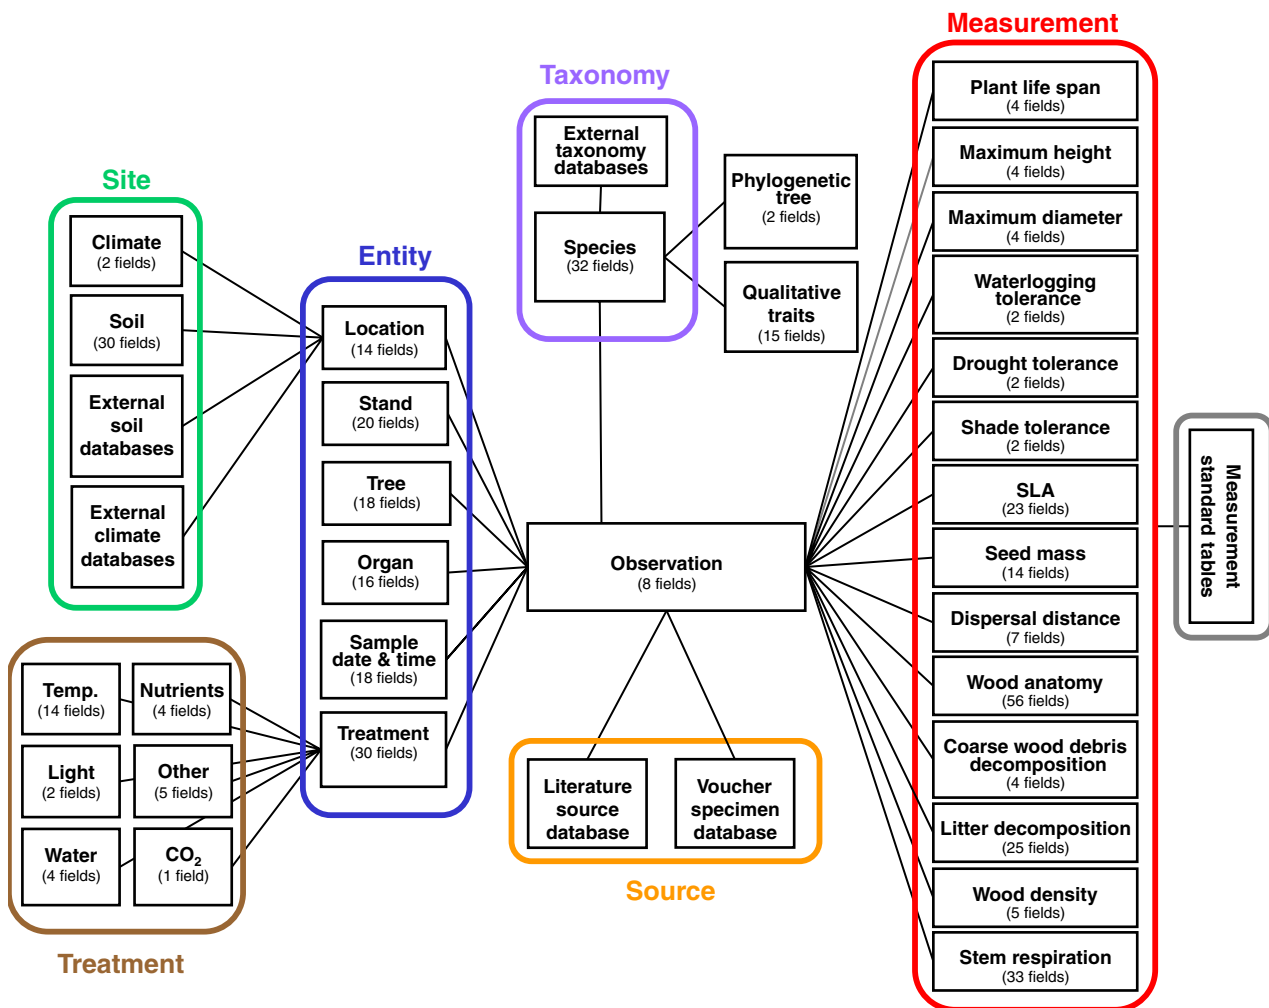 Site
Climate
(2 fields)
Soil
(30 fields)
External
soil
databases
External
climate
databases
Temp.
(14 fields)
Nutrients
(4 fields)
Light
(2 fields)
Other
(5 fields)
Water
(4 fields)
CO2
(1 field)
Treatment
Entity
Location
(14 fields)
Stand
(20 fields)
Tree
(18 fields)
Organ
(16 fields)
Sample
date & time
(18 fields)
Treatment
(30 fields)
Taxonomy
External
taxonomy
databases
Species
(32 fields)
Phylogenetic
tree
(2 fields)
Qualitative
traits
(15 fields)
Observation
(8 fields)
Literature
source
database
Voucher
specimen
database
Source
Measurement
Plant life span
(4 fields)
Maximum height
(4 fields)
Maximum diameter
(4 fields)
Waterlogging
tolerance
(2 fields)
Drought tolerance
(2 fields)
Shade tolerance
(2 fields)
SLA
(23 fields)
Seed mass
(14 fields)
Dispersal distance
(7 fields)
Wood anatomy
(56 fields)
Coarse wood debris
decomposition
(4 fields)
Litter decomposition
(25 fields)
Wood density
(5 fields)
Stem respiration
(33 fields)
Measurement
standard tables